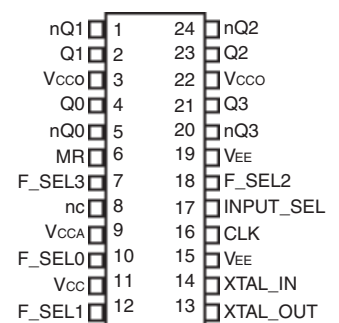 nQ1 1 24 nQ2
Q1 2 23 Q2
VCCO 3 22 VCCO
Q0 4 21 Q3
nQ0 5 20 nQ3
MR 6 19 VEE
F_SEL3 7 18 F_SEL2
nc 8 17 INPUT_SEL
VCCA 9 16 CLK
F_SEL0 10 15 VEE
VCC 11 14 XTAL_IN
F_SEL1 12 13 XTAL_OUT